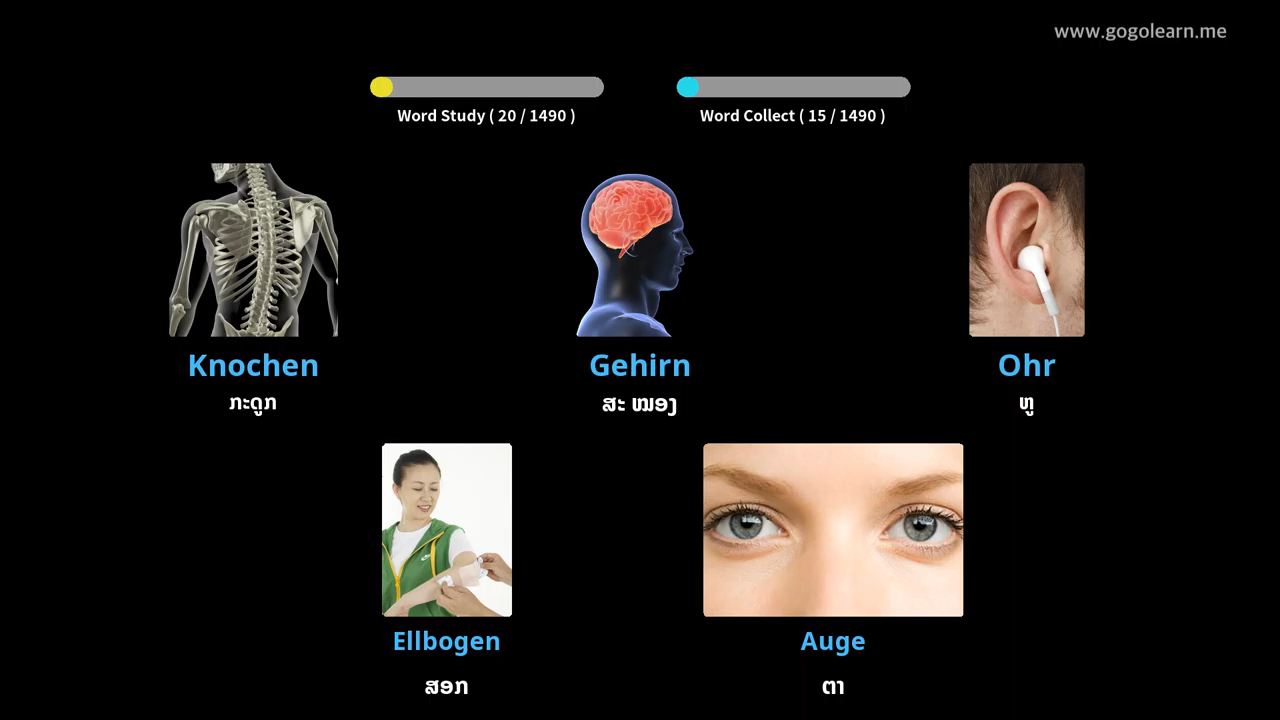 www.gogolearn.me
Word Study ( 20 / 1490 )
Word Collect ( 15 / 1490 )
Knochen
Gehirn
Ohr
ກະດູກ
ສະ ໝອງ
ຫູ
Ellbogen
Auge
ສອກ
ຕາ